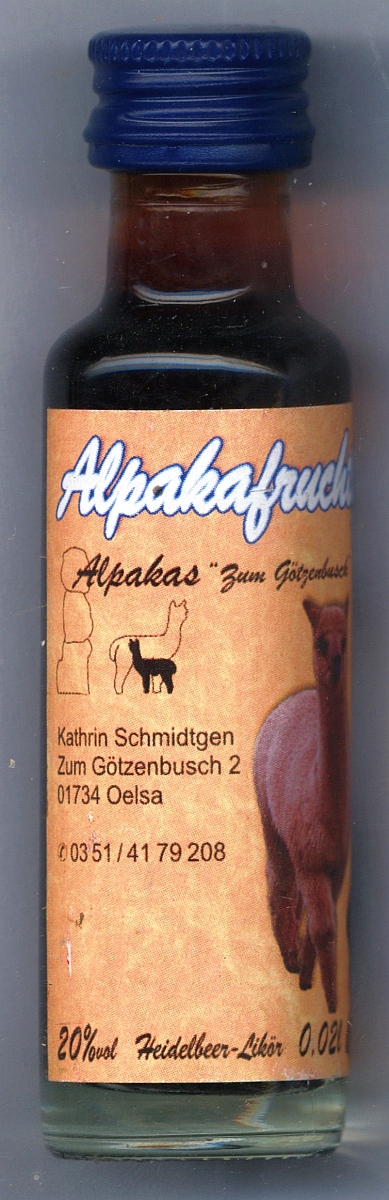 Alpakafrucht
Alpakas "Zum Götzenbusch
Kathrin Schmidtgen
Zum Götzenbusch 2
01734 Oelsa
✆ 03 51 / 41 79 208
20%vol Heidelbeer-Likör 0,02l